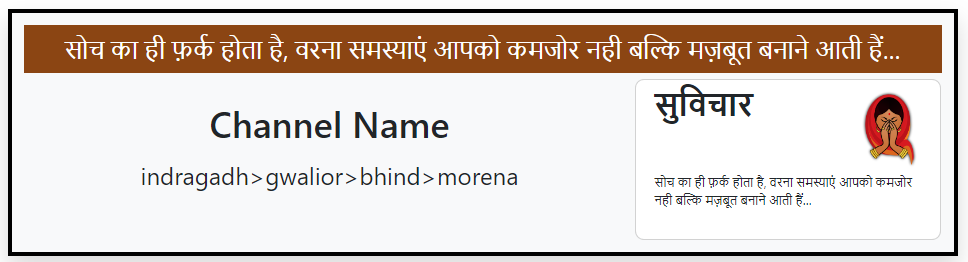 सोच का ही फ़र्क होता है, वरना समस्याएं आपको कमजोर नही बल्कि मज़बूत बनाने आती हैं...
Channel Name
indragadh>gwalior>bhind>morena
सुविचार
सोच का ही फ़र्क होता है, वरना समस्याएं आपको कमजोर
नही बल्कि मज़बूत बनाने आती हैं...